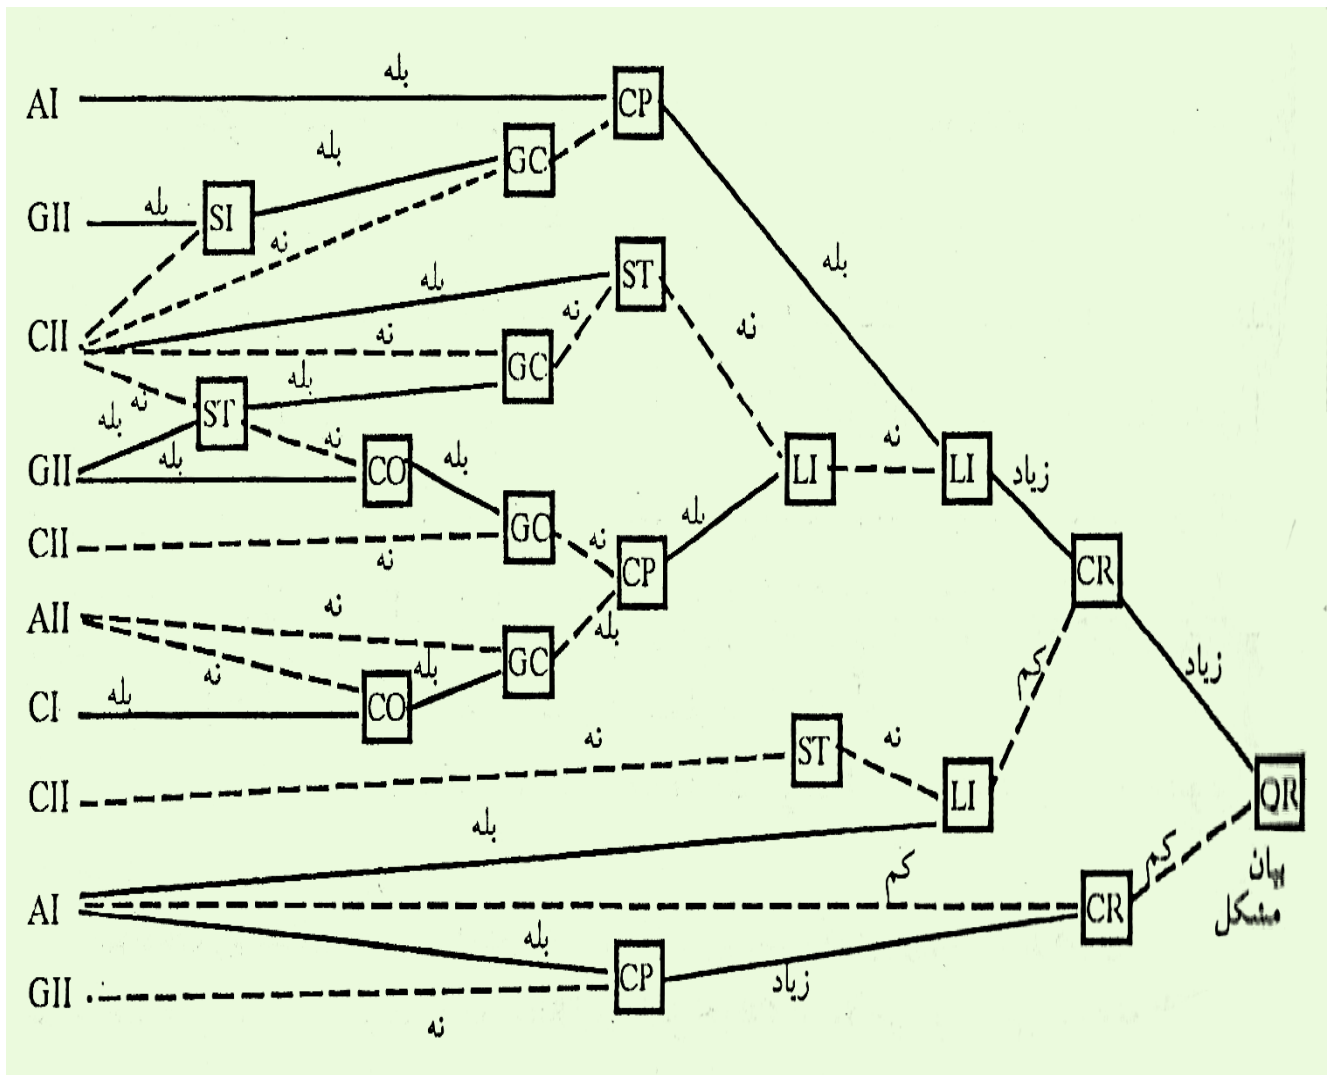 بله
AI
CP
بله
GC
بله
GII
SI
نه
بله
ST
بله
CII
نه
نه
نه
GC
بله
نه
ST
بله
نه
GII
بله
CO
بله
LI
نه
LI
زیاد
بله
CII
نه
GC
نه
CP
CR
AII
نه
نه
GC
بله
بله
CI
بله
CO
کم
زیاد
CII
نه
ST
نه
LI
QR
بیان
مشکل
بله
AI
کم
CR
کم
بله
CP
زیاد
GII
نه